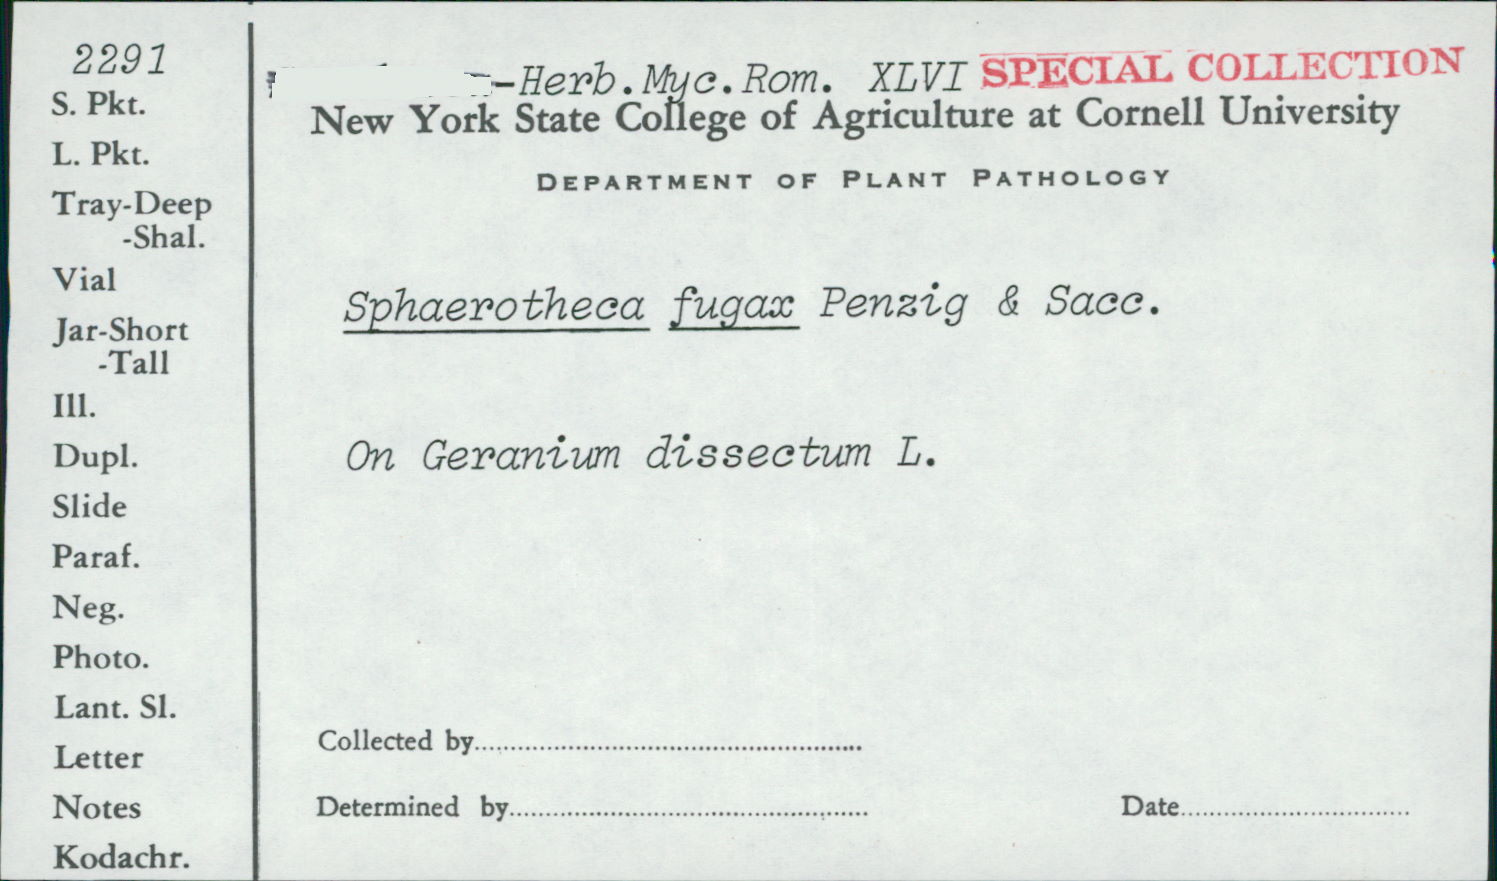 2291
S. Pkt.
L. Pkt.
Tray-Deep
-Shal.
Vial
Jar-Short
-Tall
Ill.
Dupl.
Slide
Paraf.
Neg.
Photo.
Lant. Sl.
Letter
Notes
Kodachr.
-Herb.Myc.Rom. XLVI SPECIAL COLLECTION
New York State College of Agriculture at Cornell University
DEPARTMENT OF PLANT PATHOLOGY
Sphaerotheca fugax Penzig & Sacc.
On Geranium dissectum L.
Collected by
Determined by Date